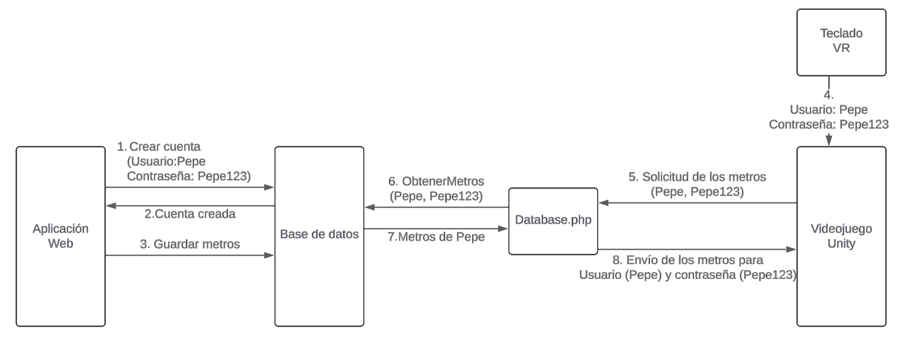 Teclado
VR
4.
Usuario: Pepe
Contraseña: Pepe123
1. Crear cuenta
(Usuario:Pepe
Contraseña: Pepe123)
2.Cuenta creada
3. Guardar metros
Aplicación
Web
Base de datos
6. ObtenerMetros
(Pepe, Pepe123)
7.Metros de Pepe
Database.php
5. Solicitud de los metros
(Pepe, Pepe123)
8. Envío de los metros para
Usuario (Pepe) y contraseña (Pepe123)
Videojuego
Unity